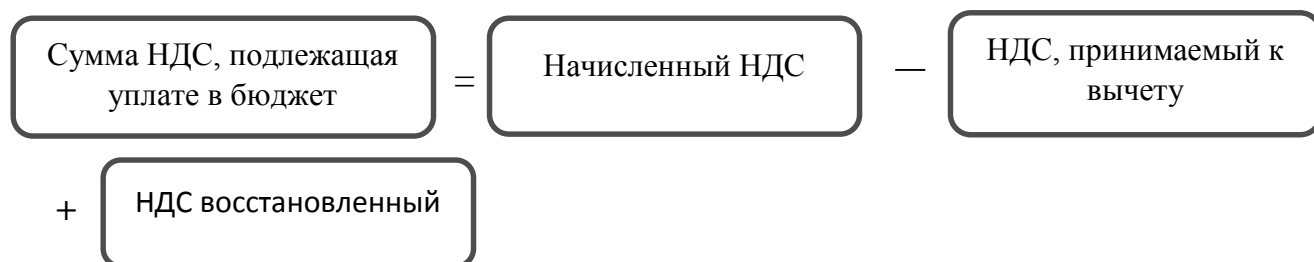 Сумма НДС, подлежащая
уплате в бюджет
=
Начисленный НДС
—
НДС, принимаемый к
вычету
+
НДС восстановленный